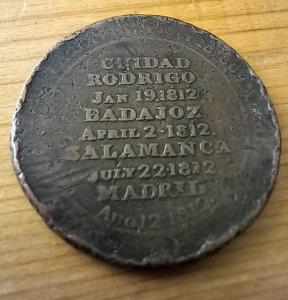 CUIDAD
RODRIGO
JAN 19.1812.
BADAJOZ
APRIL 2-1812.
SALAMANCA
JULY 22-1812
MADRID
AUG. 12-1812.